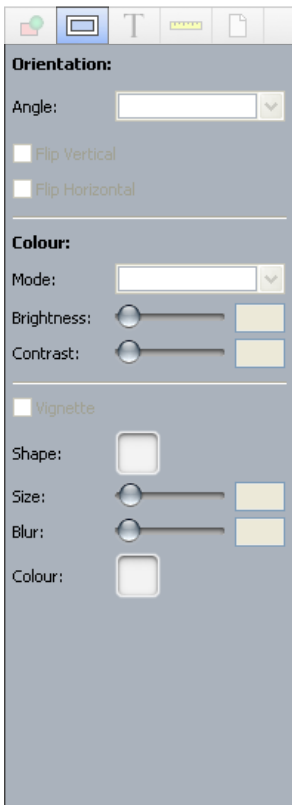 T
Orientation:
Angle:
Flip Vertical
Flip Horizontal
Colour:
Mode:
Brightness:
Contrast:
Vignette
Shape:
Size:
Blur:
Colour: